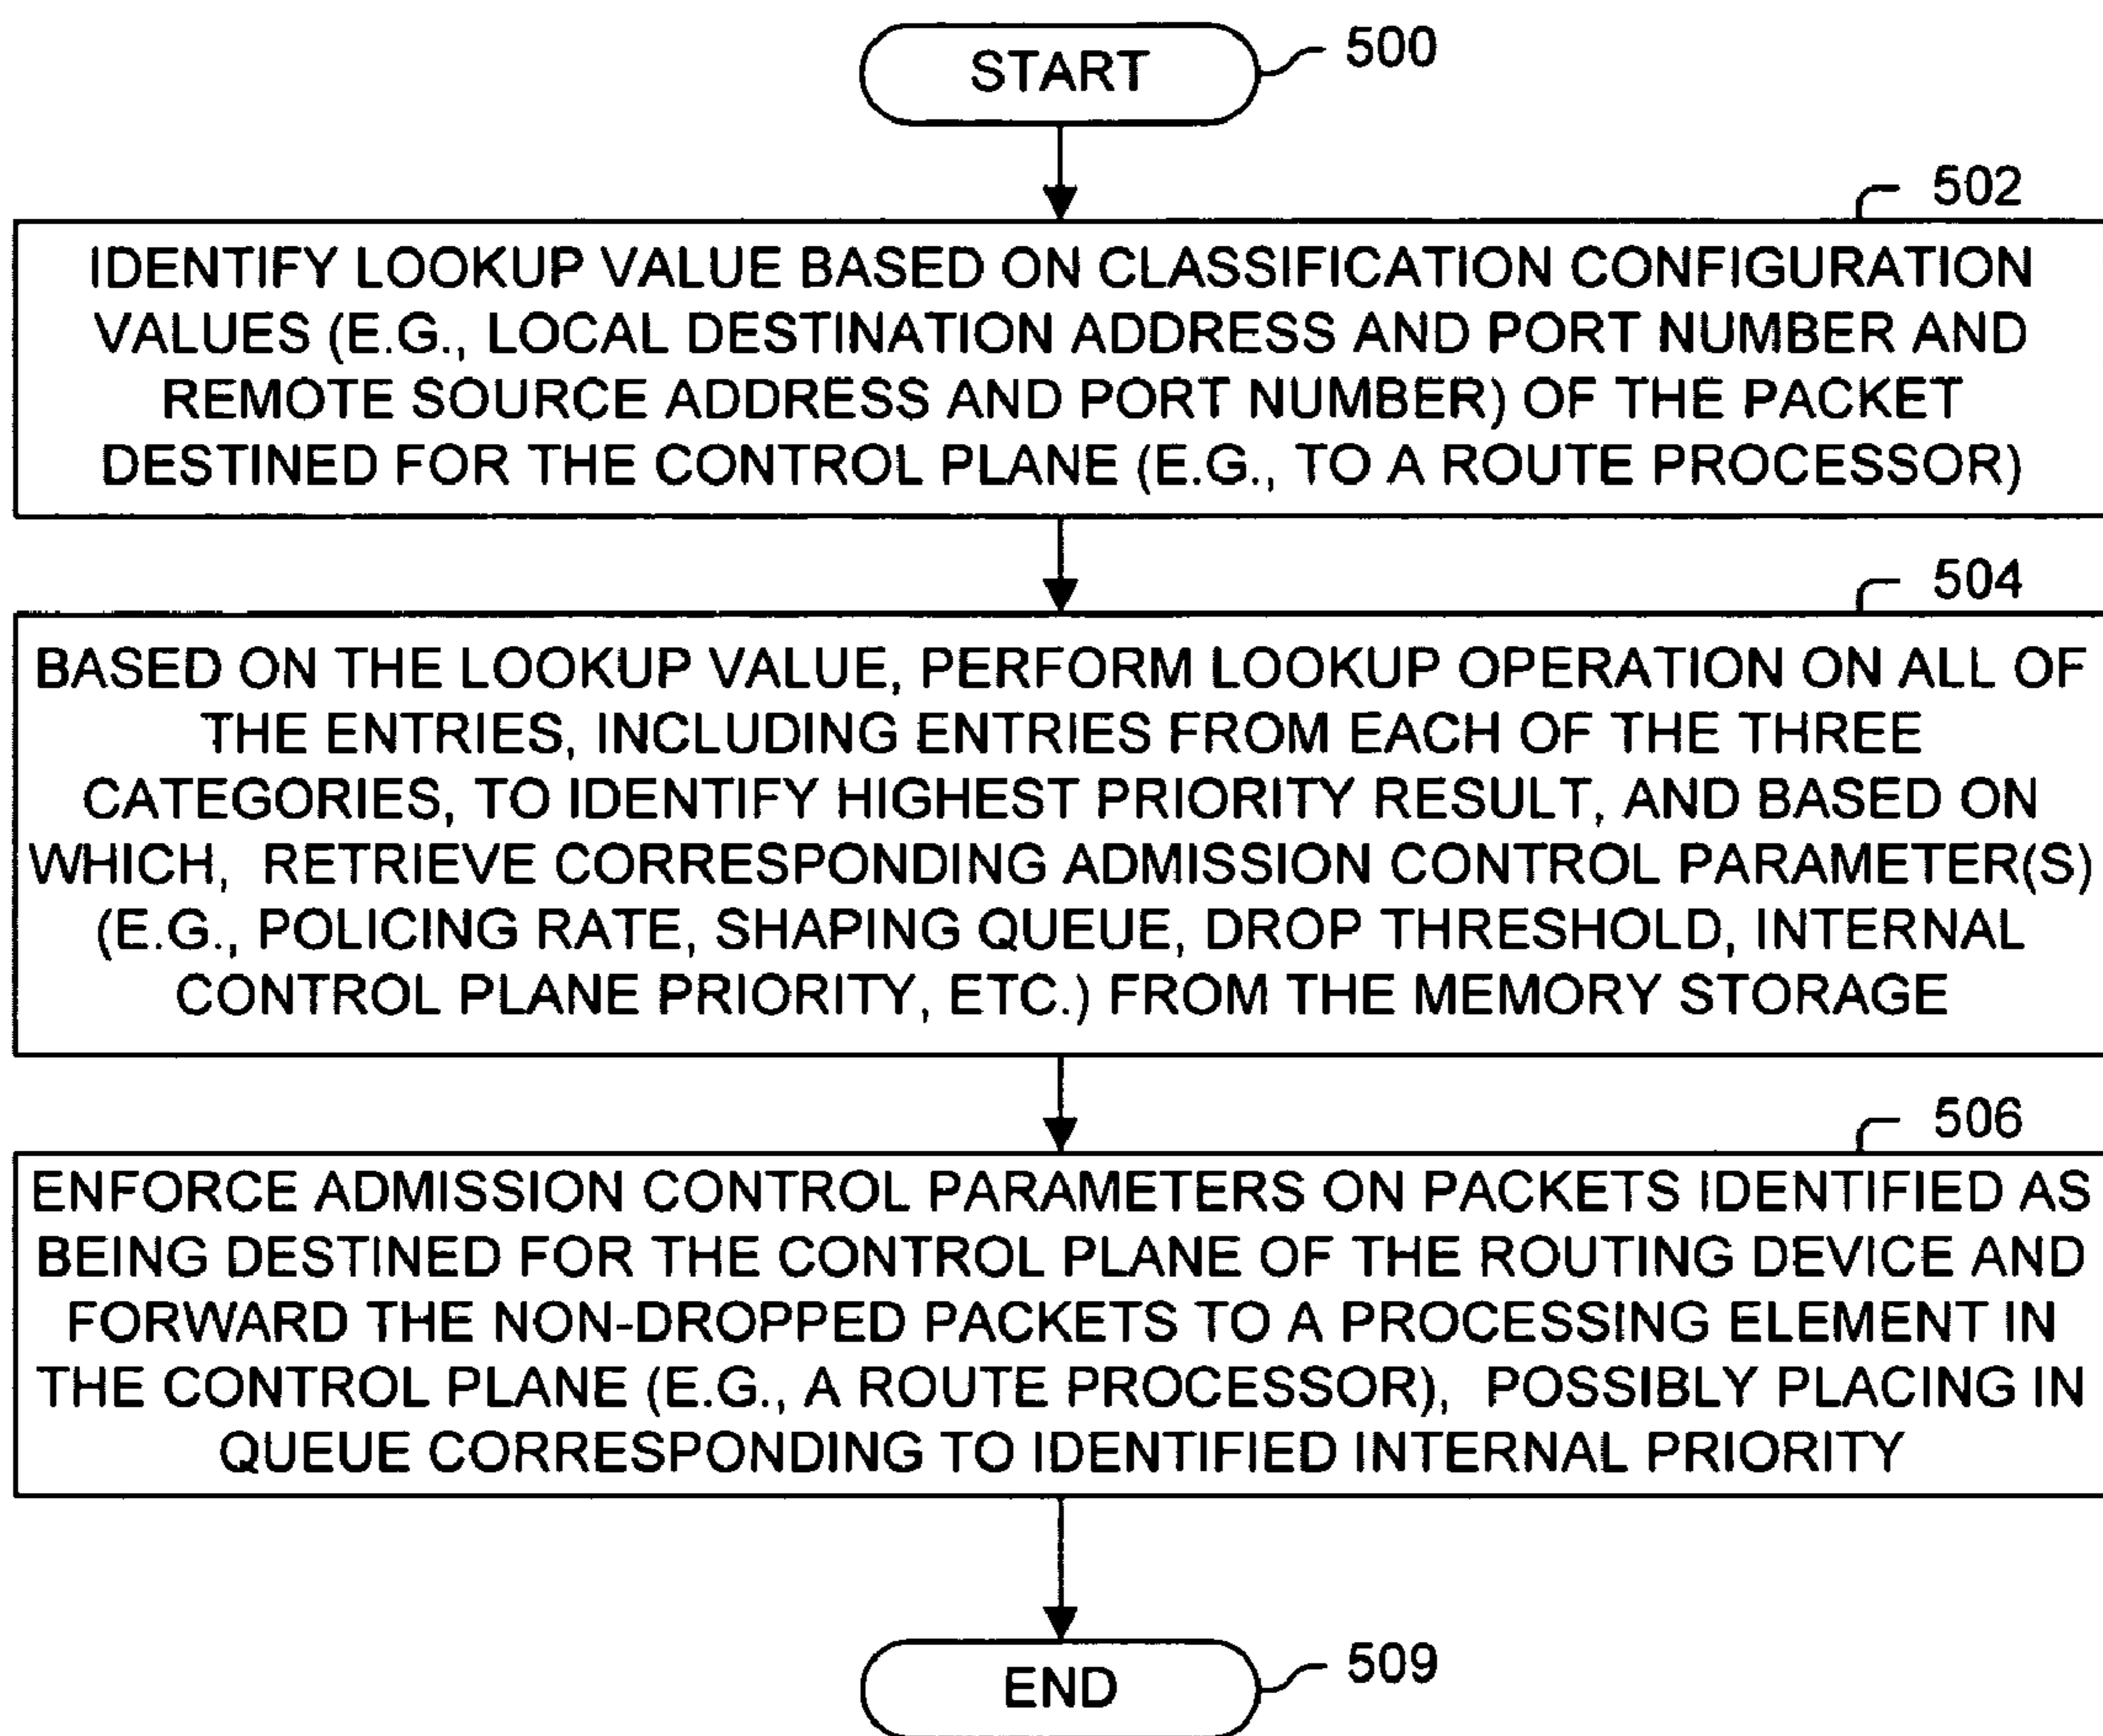 START
500
502
IDENTIFY LOOKUP VALUE BASED ON CLASSIFICATION CONFIGURATION
VALUES (E.G., LOCAL DESTINATION ADDRESS AND PORT NUMBER AND
REMOTE SOURCE ADDRESS AND PORT NUMBER) OF THE PACKET
DESTINED FOR THE CONTROL PLANE (E.G., TO A ROUTE PROCESSOR)
504
BASED ON THE LOOKUP VALUE, PERFORM LOOKUP OPERATION ON ALL OF
THE ENTRIES, INCLUDING ENTRIES FROM EACH OF THE THREE
CATEGORIES, TO IDENTIFY HIGHEST PRIORITY RESULT, AND BASED ON
WHICH, RETRIEVE CORRESPONDING ADMISSION CONTROL PARAMETER(S)
(E.G., POLICING RATE, SHAPING QUEUE, DROP THRESHOLD, INTERNAL
CONTROL PLANE PRIORITY, ETC.) FROM THE MEMORY STORAGE
506
ENFORCE ADMISSION CONTROL PARAMETERS ON PACKETS IDENTIFIED AS
BEING DESTINED FOR THE CONTROL PLANE OF THE ROUTING DEVICE AND
FORWARD THE NON-DROPPED PACKETS TO A PROCESSING ELEMENT IN
THE CONTROL PLANE (E.G., A ROUTE PROCESSOR), POSSIBLY PLACING IN
QUEUE CORRESPONDING TO IDENTIFIED INTERNAL PRIORITY
END
509